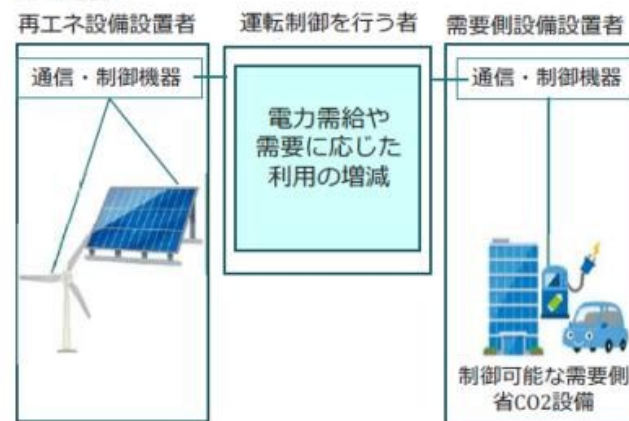 再エネ設備設置者
運転制御を行う者
需要側設備設置者
通信・制御機器
電力需給や
需要に応じた
利用の増減
通信・制御機器
制御可能な需要側
省CO2設備